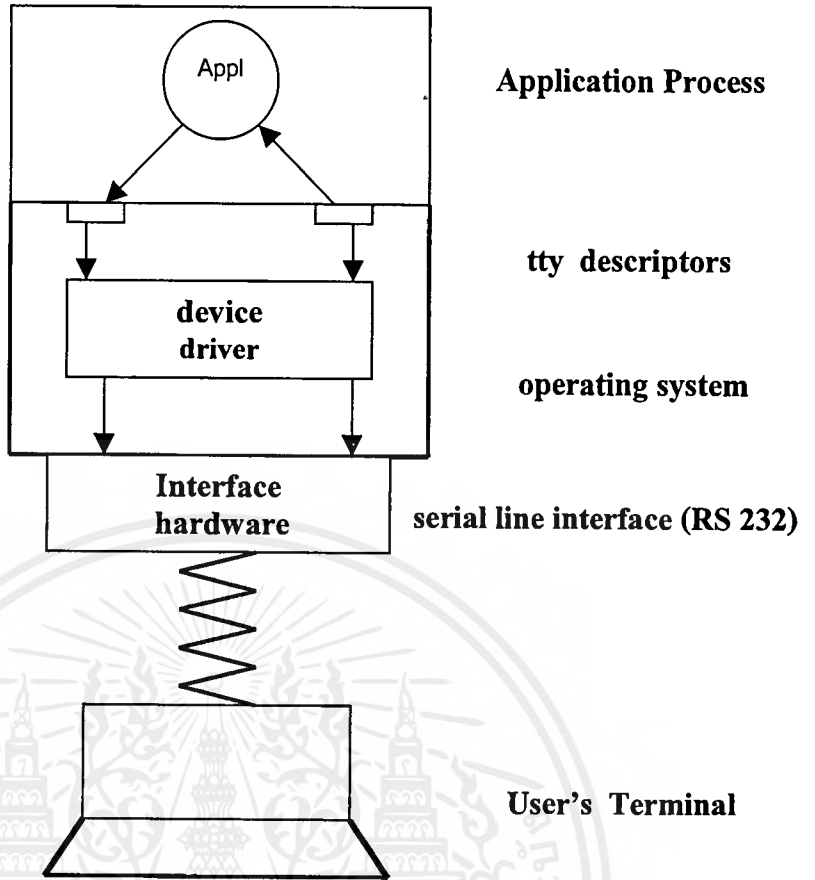 Appl
Application Process
tty descriptors
device
driver
operating system
Interface
hardware
serial line interface (RS 232)
User's Terminal